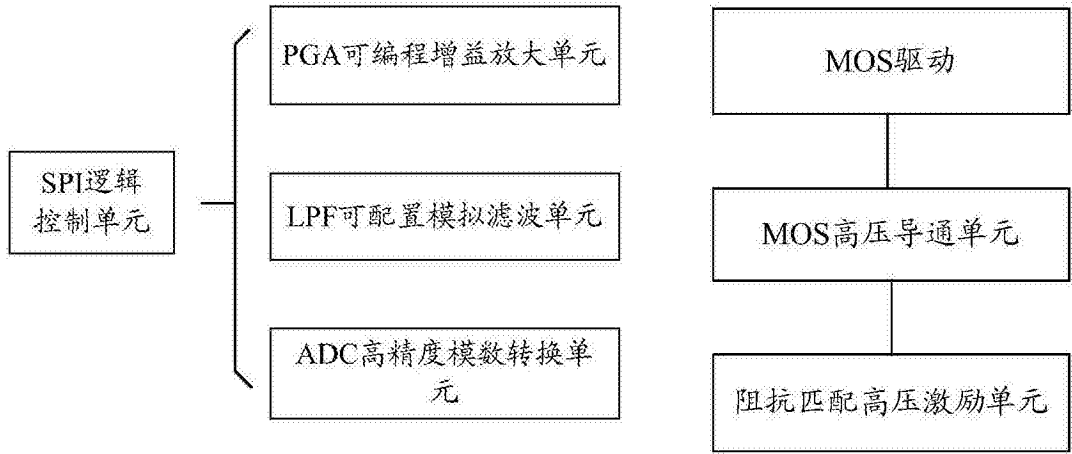 SPI逻辑
控制单元
PGA可编程增益放大单元
LPF可配置模拟滤波单元
ADC高精度模数转换单
元
MOS驱动
MOS高压导通单元
阻抗匹配高压激励单元